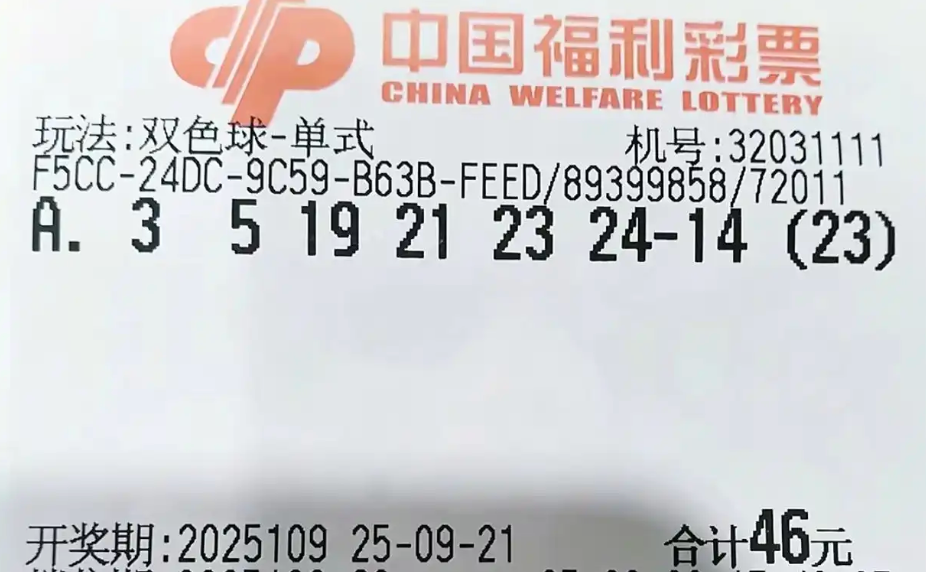 中国福利彩票
CHINA WELFARE LOTTERY
玩法:双色球-单式 机号:32031111
F5CC-24DC-9C59-B63B-FEED/89399858/72011
A. 3 5 19 21 23 24-14 (23)
开奖期:2025109 25-09-21 合计46元